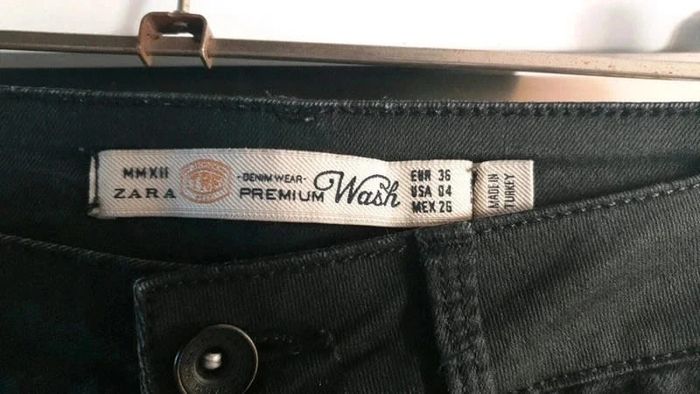 MMXII
ZARA
-DENIM WEAR-
PREMIUM Wash
EUR 36
USA 04
MEX 26
MADE IN
TURKEY